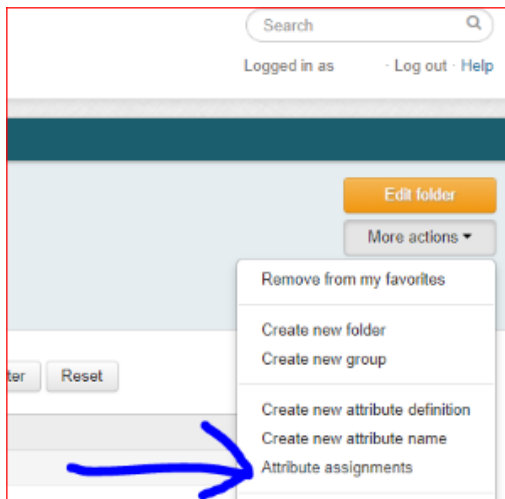 Search
Logged in as · Log out · Help
Edit folder
More actions
Remove from my favorites
Create new folder
Create new group
ter Reset
Create new attribute definition
Create new attribute name
Attribute assignments